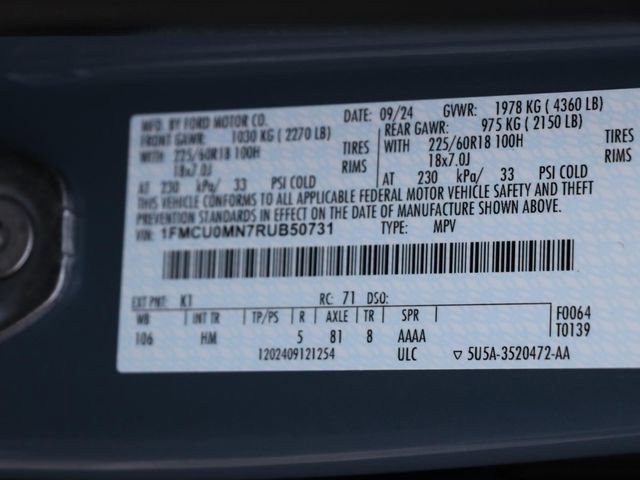 MFD. BY FORD MOTOR CO. DATE: 09/24 GVWR: 1978 KG ( 4360 LB)
FRONT GAWR: 1030 KG ( 2270 LB) REAR GAWR: 975 KG ( 2150 LB)
WITH 225/60R18 100H TIRES WITH 225/60R18 100H TIRES
18x7.0J RIMS 18x7.0J RIMS
AT 230 kPa/ 33 PSI COLD AT 230 kPa/ 33 PSI COLD
THIS VEHICLE CONFORMS TO ALL APPLICABLE FEDERAL MOTOR VEHICLE SAFETY AND THEFT
PREVENTION STANDARDS IN EFFECT ON THE DATE OF MANUFACTURE SHOWN ABOVE.
VIN: 1FMCU0MN7RUB50731 TYPE: MPV
EXT PNT: K1 RC: 71 DSO:
WB INT TR TP/PS R AXLE TR SPR F0064
106 HM 5 81 8 AAAA T0139
1202409121254 ULC ▽ 5U5A-3520472-AA